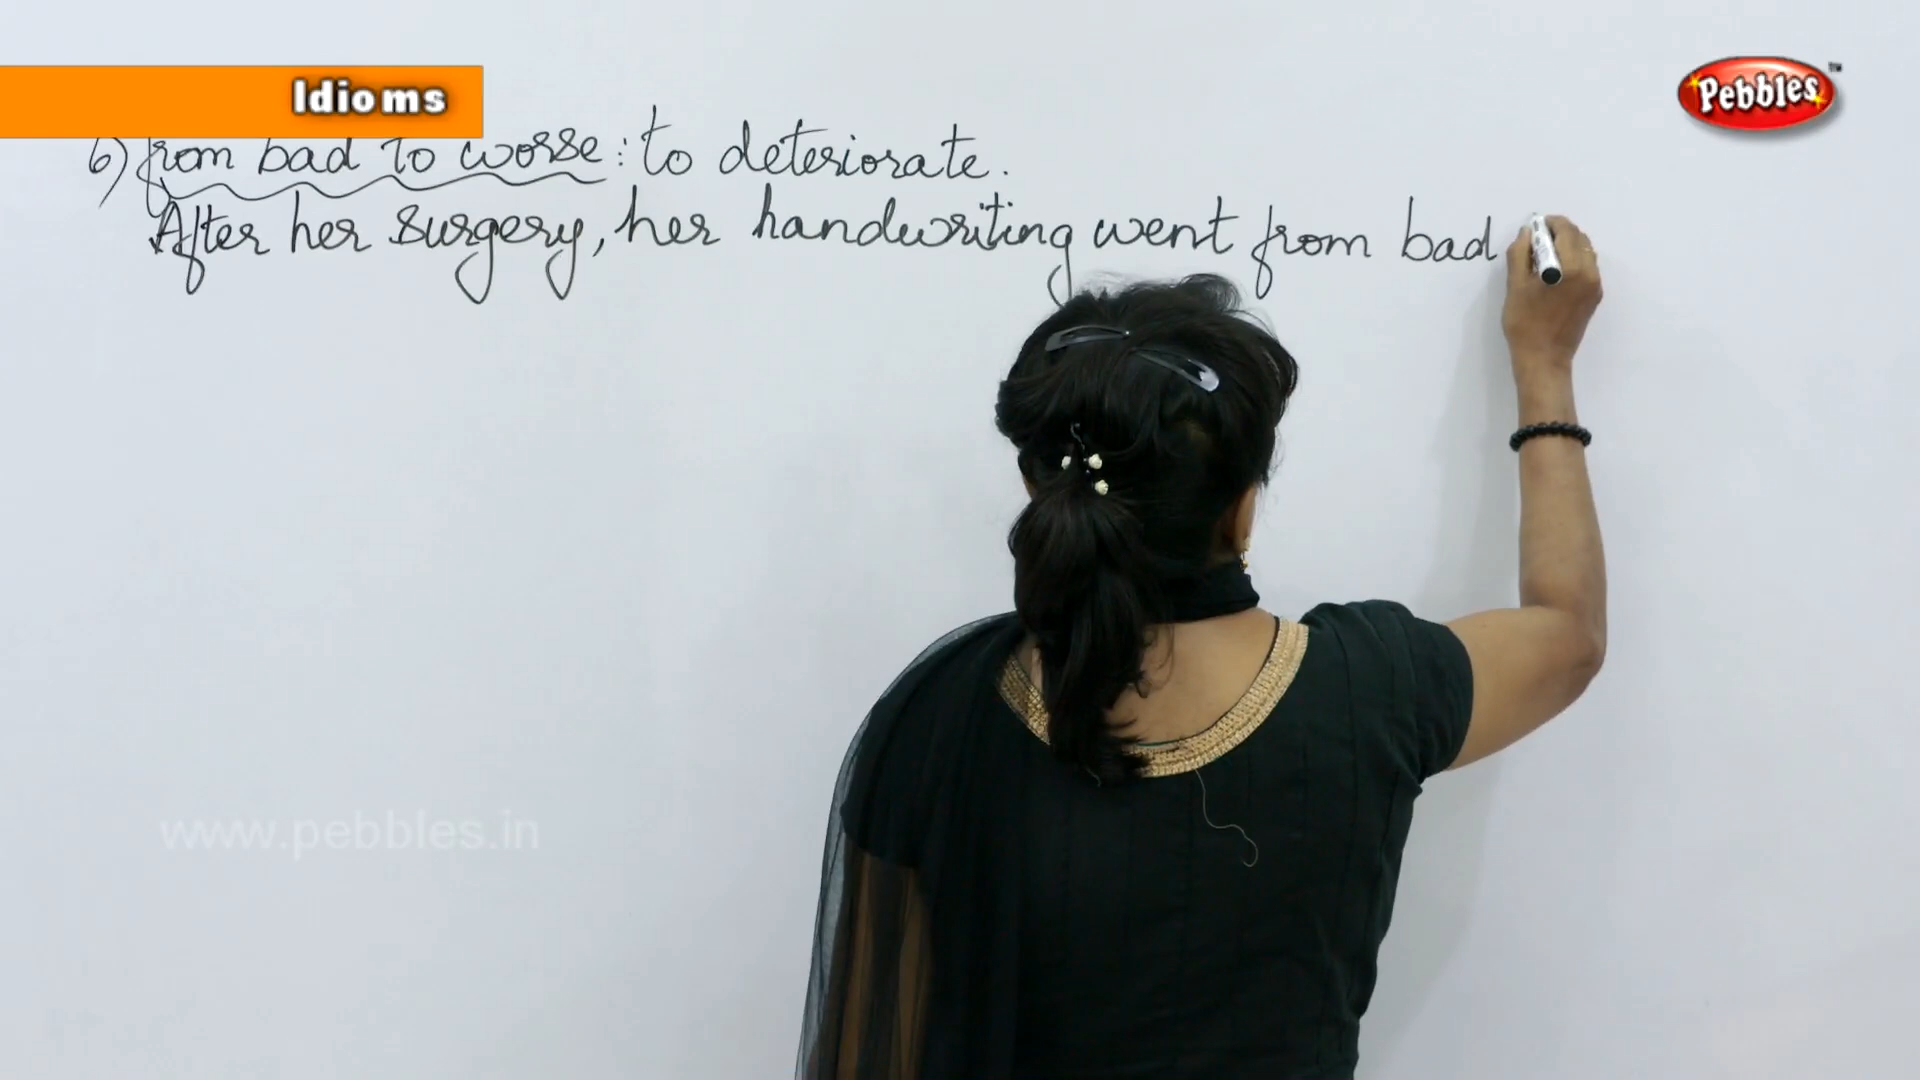 Idioms
Pebbles™
6) from bad to worse : to deteriorate.
After her surgery, her handwriting went from bad
www.pebbles.in